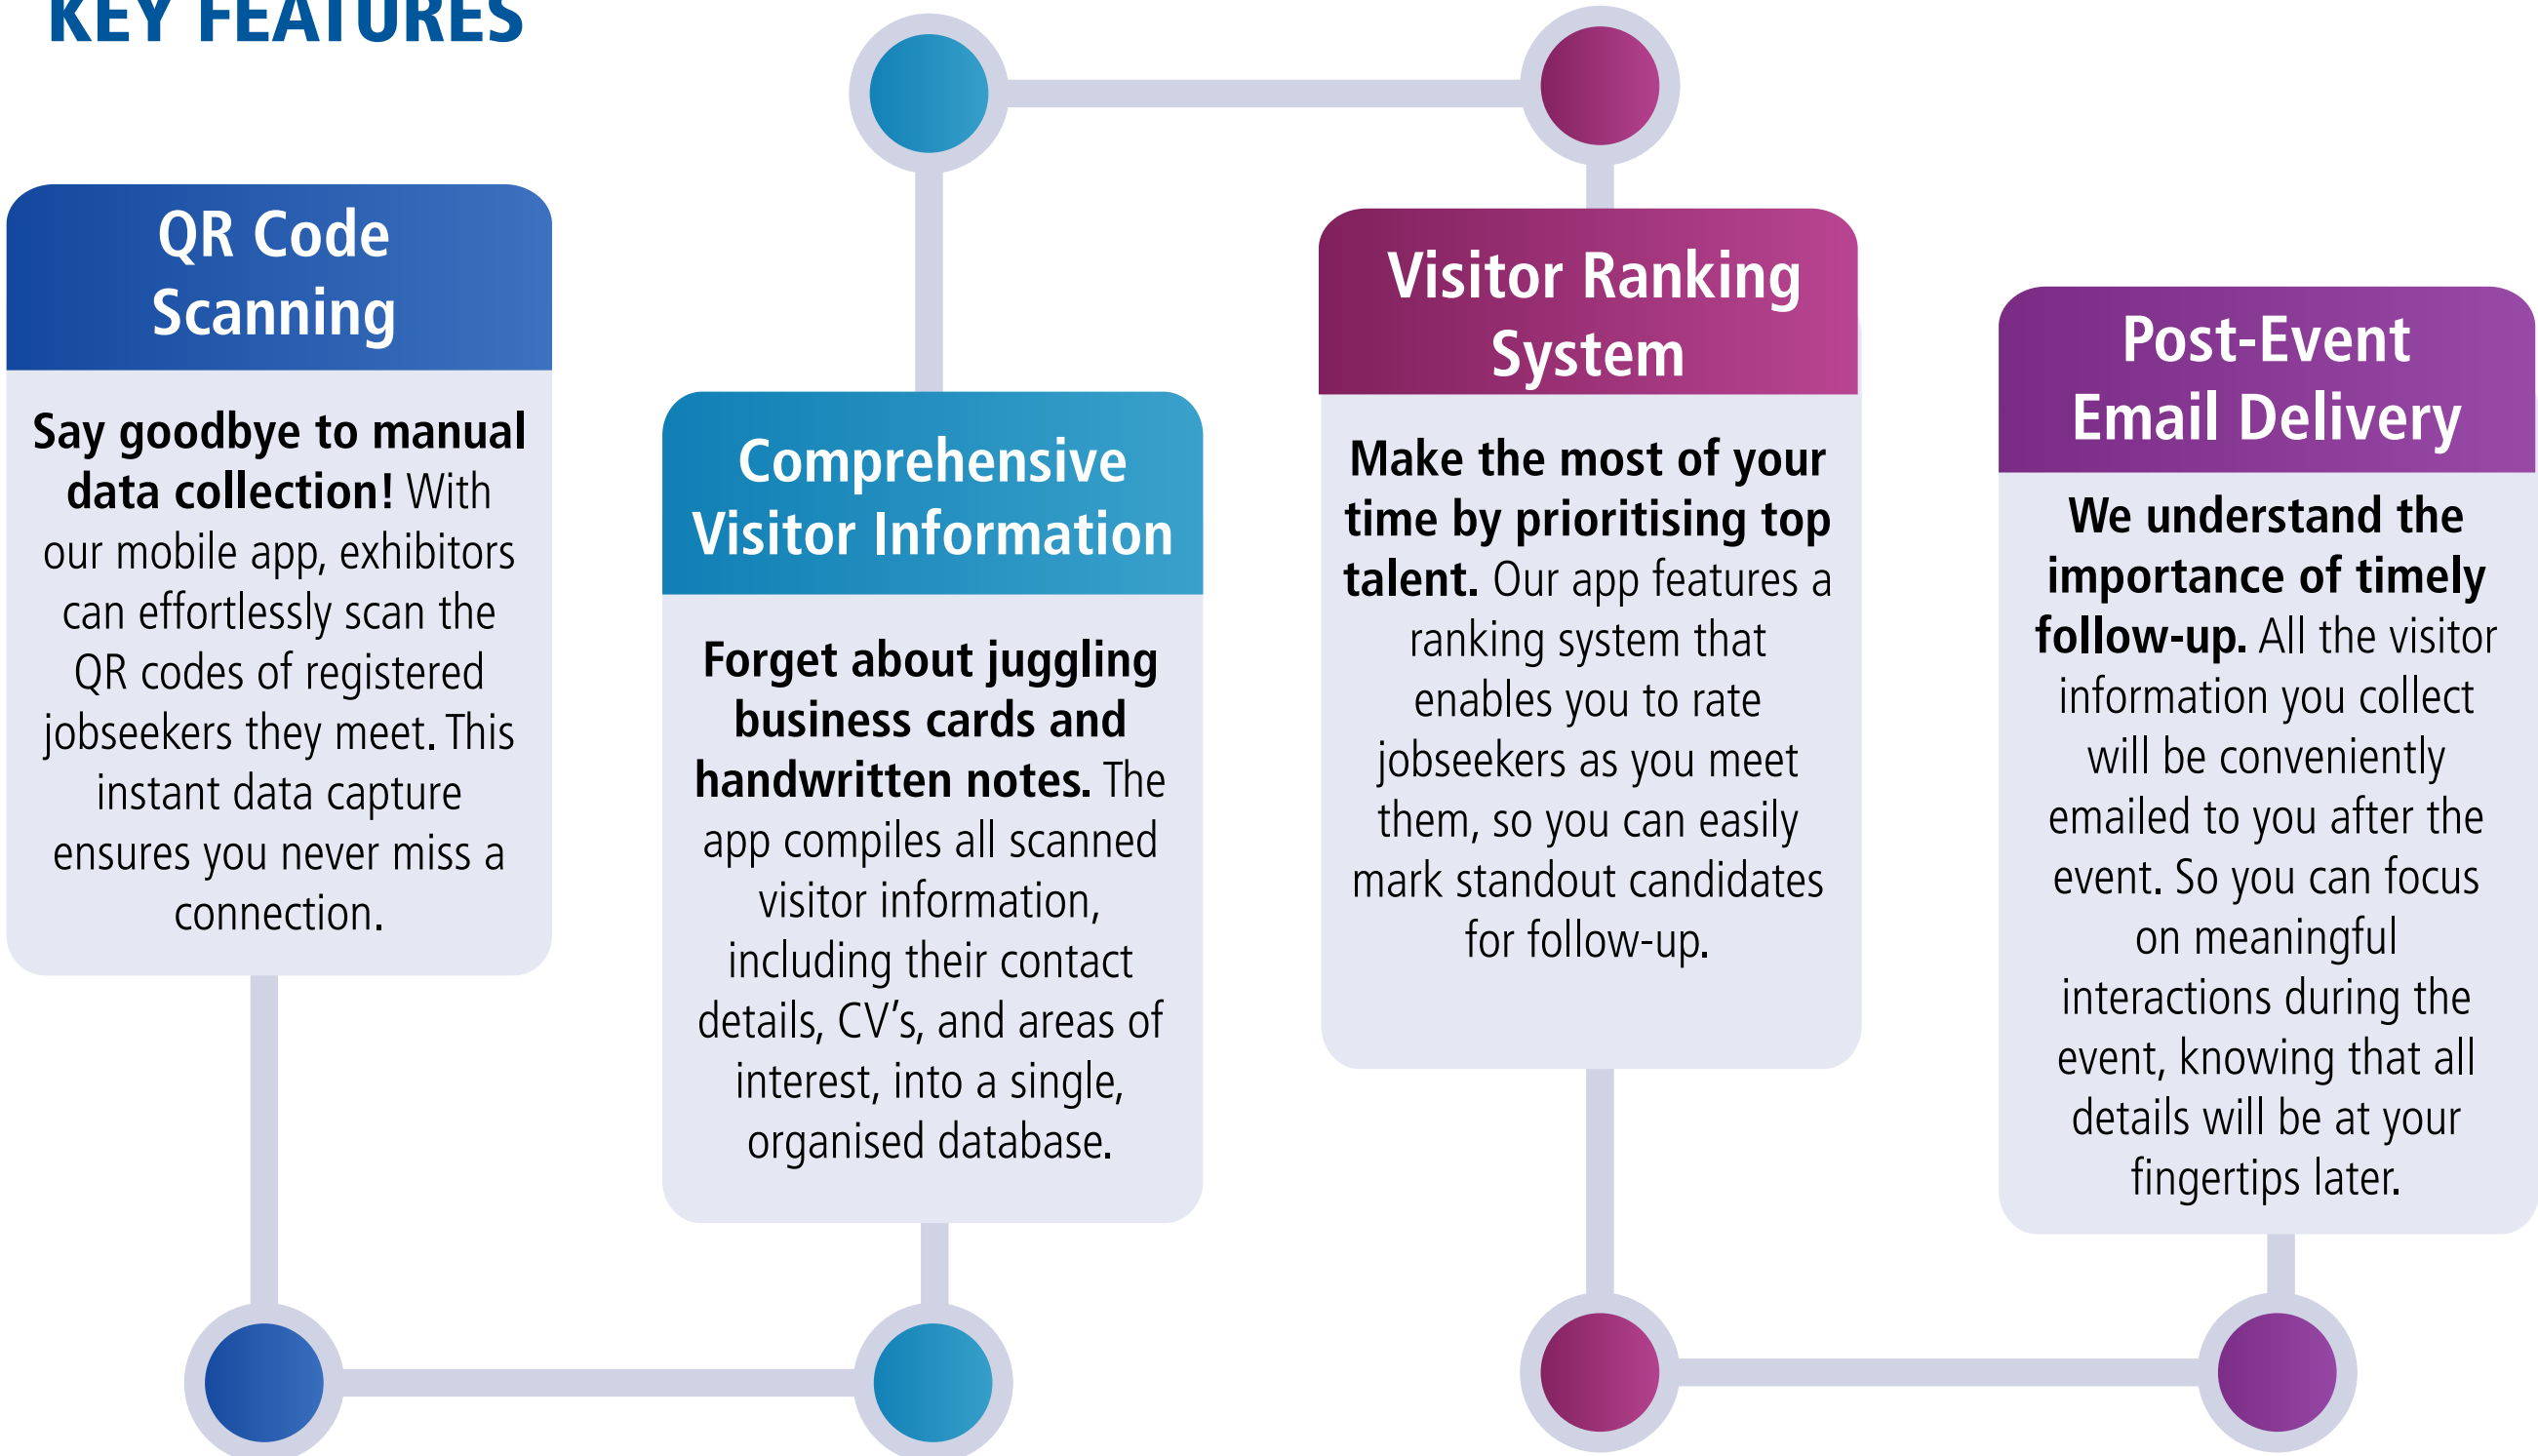 KEY FEATURES
QR Code
Scanning
Say goodbye to manual
data collection! With
our mobile app, exhibitors
can effortlessly scan the
QR codes of registered
jobseekers they meet. This
instant data capture
ensures you never miss a
connection.
Comprehensive
Visitor Information
Forget about juggling
business cards and
handwritten notes. The
app compiles all scanned
visitor information,
including their contact
details, CV’s, and areas of
interest, into a single,
organised database.
Visitor Ranking
System
Make the most of your
time by prioritising top
talent. Our app features a
ranking system that
enables you to rate
jobseekers as you meet
them, so you can easily
mark standout candidates
for follow-up.
Post-Event
Email Delivery
We understand the
importance of timely
follow-up. All the visitor
information you collect
will be conveniently
emailed to you after the
event. So you can focus
on meaningful
interactions during the
event, knowing that all
details will be at your
fingertips later.